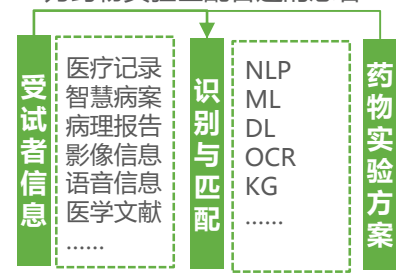 受试者信息
医疗记录
智慧病案
病理报告
影像信息
语音信息
医学文献
......
识别与匹配
NLP
ML
DL
OCR
KG
......
药物实验方案